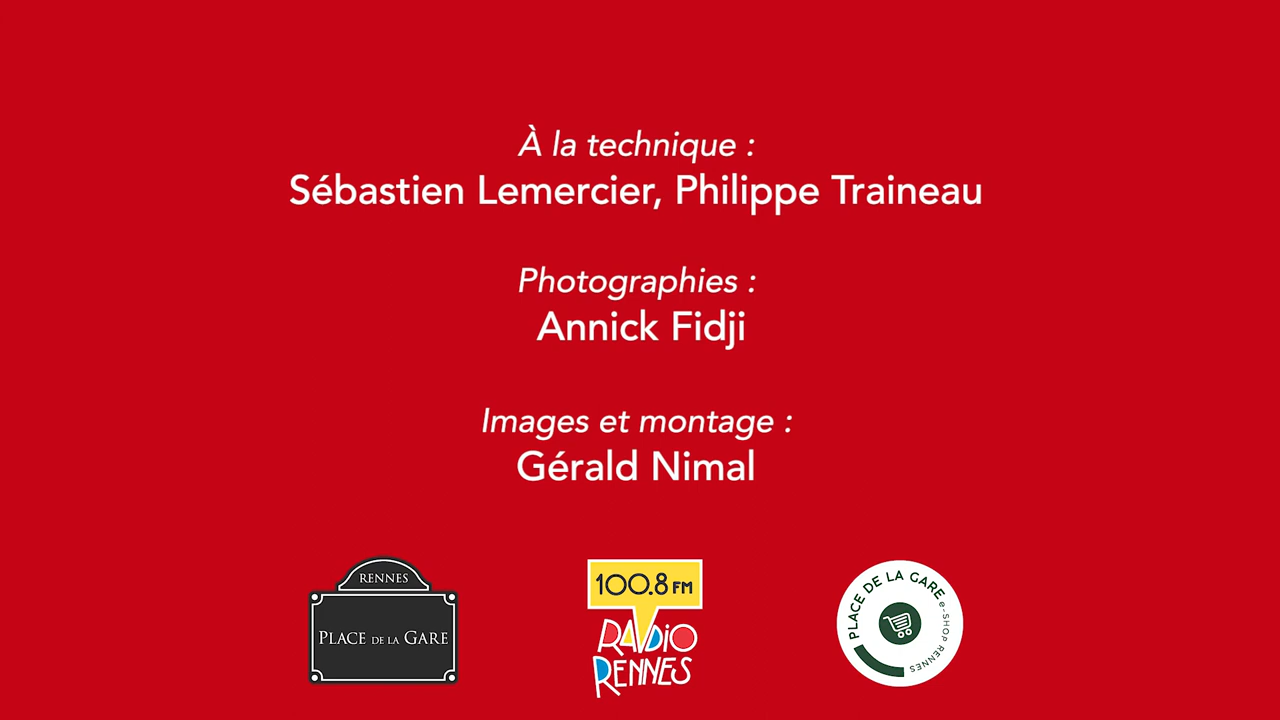 À la technique :
Sébastien Lemercier, Philippe Traineau
Photographies :
Annick Fidji
Images et montage :
Gérald Nimal
RENNES
PLACE DE LA GARE
100.8 FM
RADIO
RENNES
PLACE DE LA GARE
e-SHOP RENNES